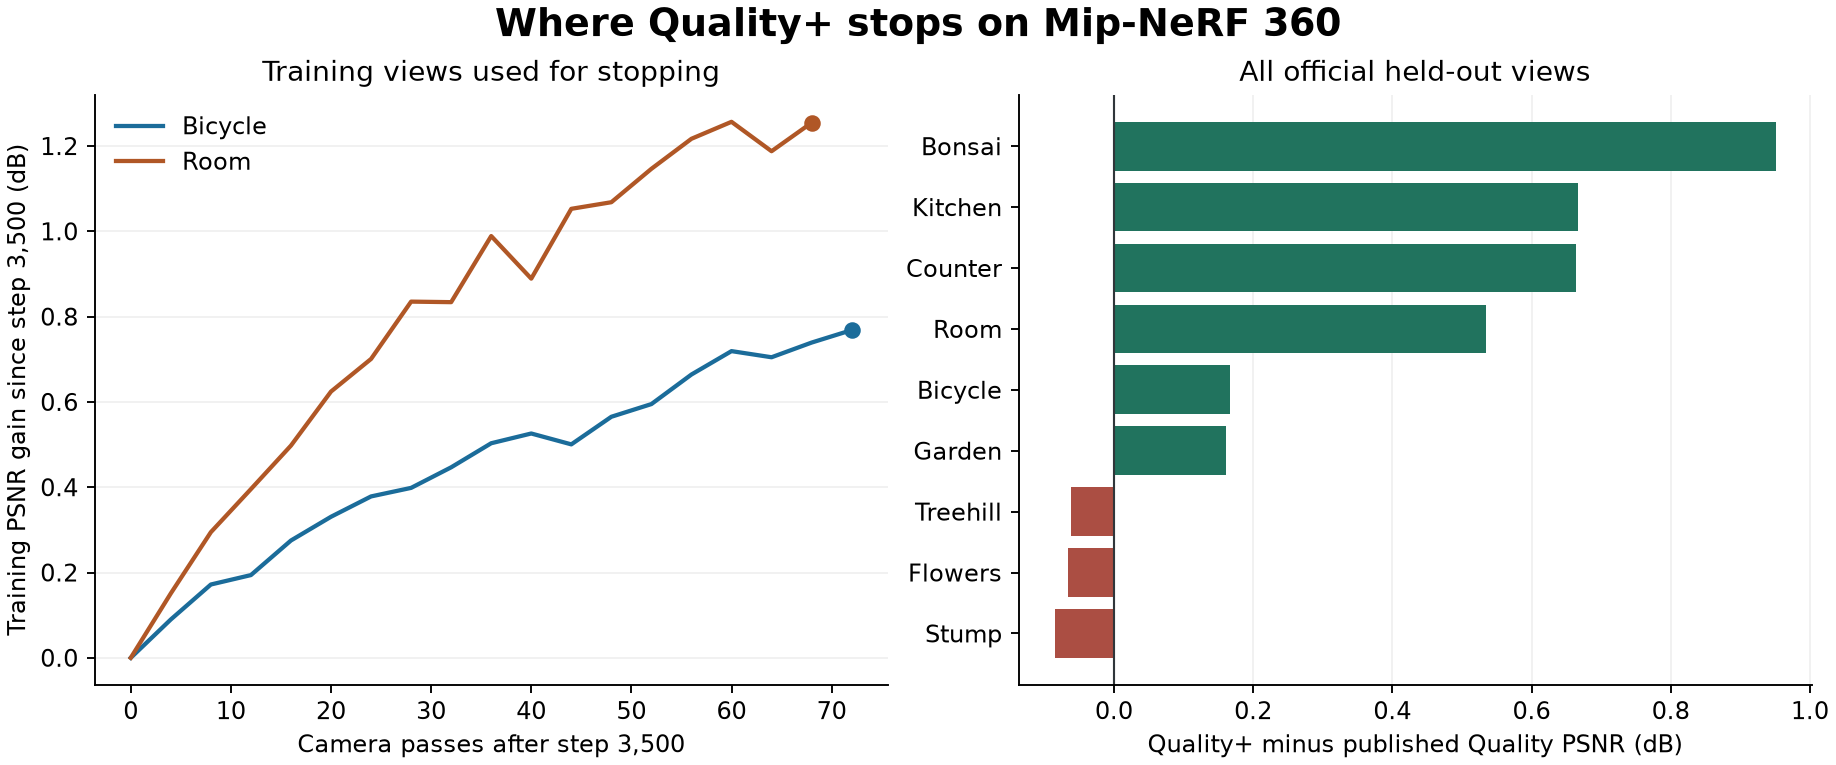 Where Quality+ stops on Mip-NeRF 360
Training views used for stopping
Training PSNR gain since step 3,500 (dB)
1.2
1.0
0.8
0.6
0.4
0.2
0.0
Bicycle
Room
0 10 20 30 40 50 60 70
Camera passes after step 3,500
All official held-out views
Bonsai
Kitchen
Counter
Room
Bicycle
Garden
Treehill
Flowers
Stump
0.0 0.2 0.4 0.6 0.8 1.0
Quality+ minus published Quality PSNR (dB)